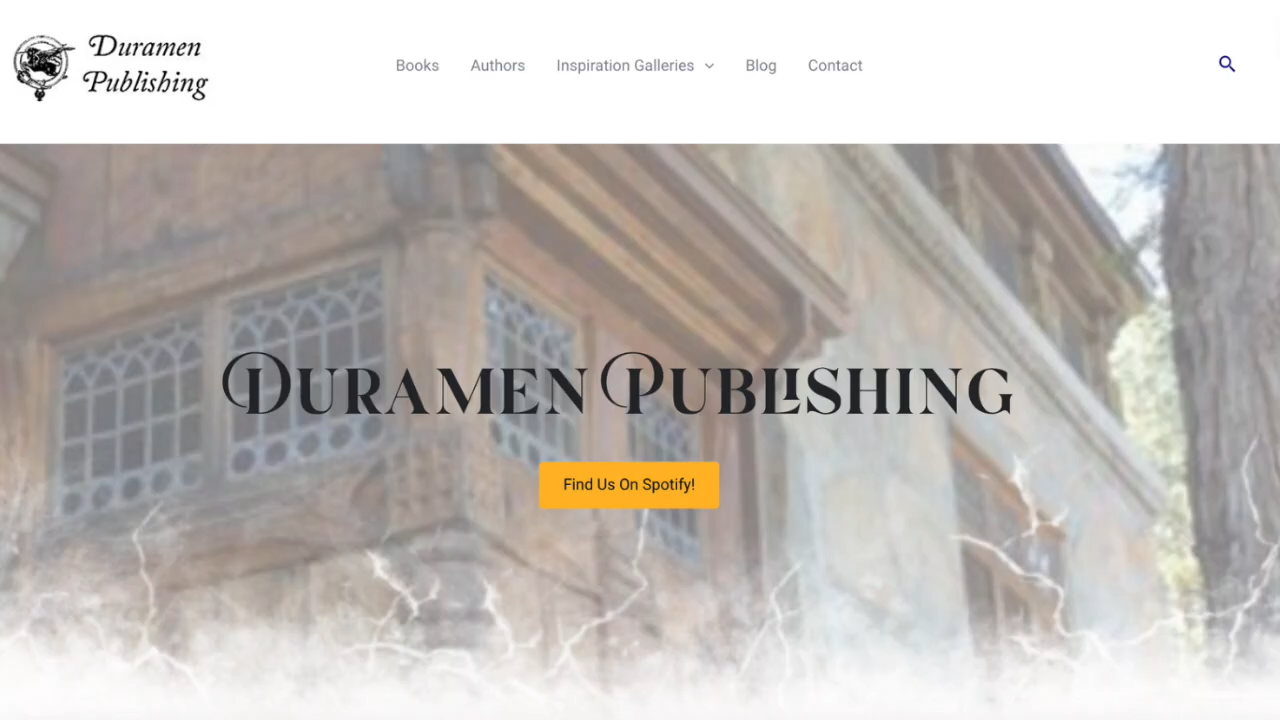 Duramen
Publishing
Books Authors Inspiration Galleries Blog Contact
Duramen Publishing
Find Us On Spotify!